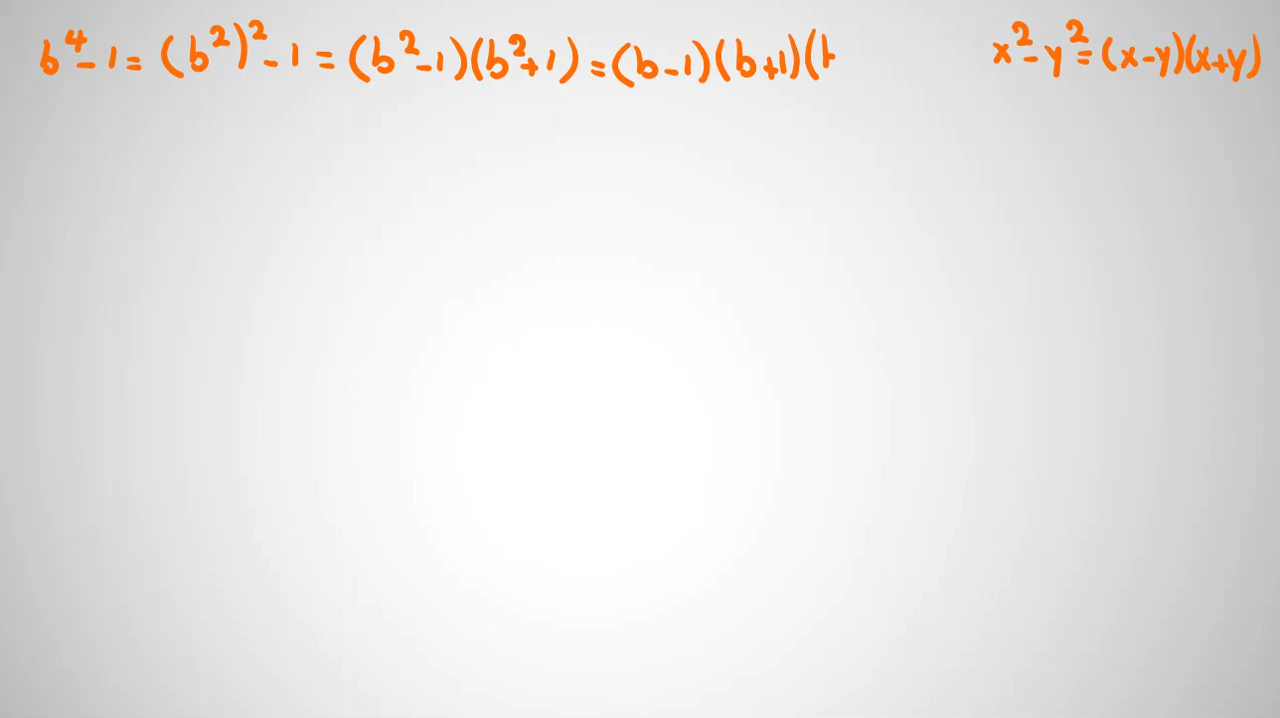 b⁴-1=(b²)²-1=(b²-1)(b²+1)=(b-1)(b+1)(
x²-y²=(x-y)(x+y)